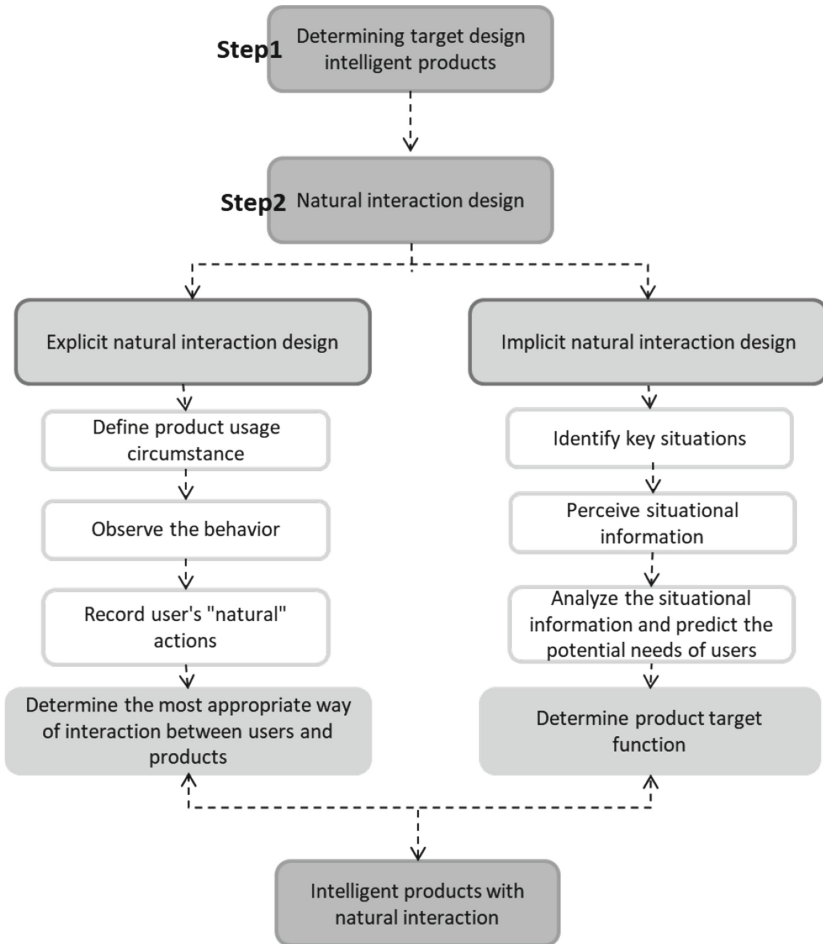 Step1
Determining target design
intelligent products
Step2
Natural interaction design
Explicit natural interaction design
Define product usage
circumstance
Observe the behavior
Record user's "natural"
actions
Determine the most appropriate way
of interaction between users and
products
Implicit natural interaction design
Identify key situations
Perceive situational
information
Analyze the situational
information and predict the
potential needs of users
Determine product target
function
Intelligent products with
natural interaction